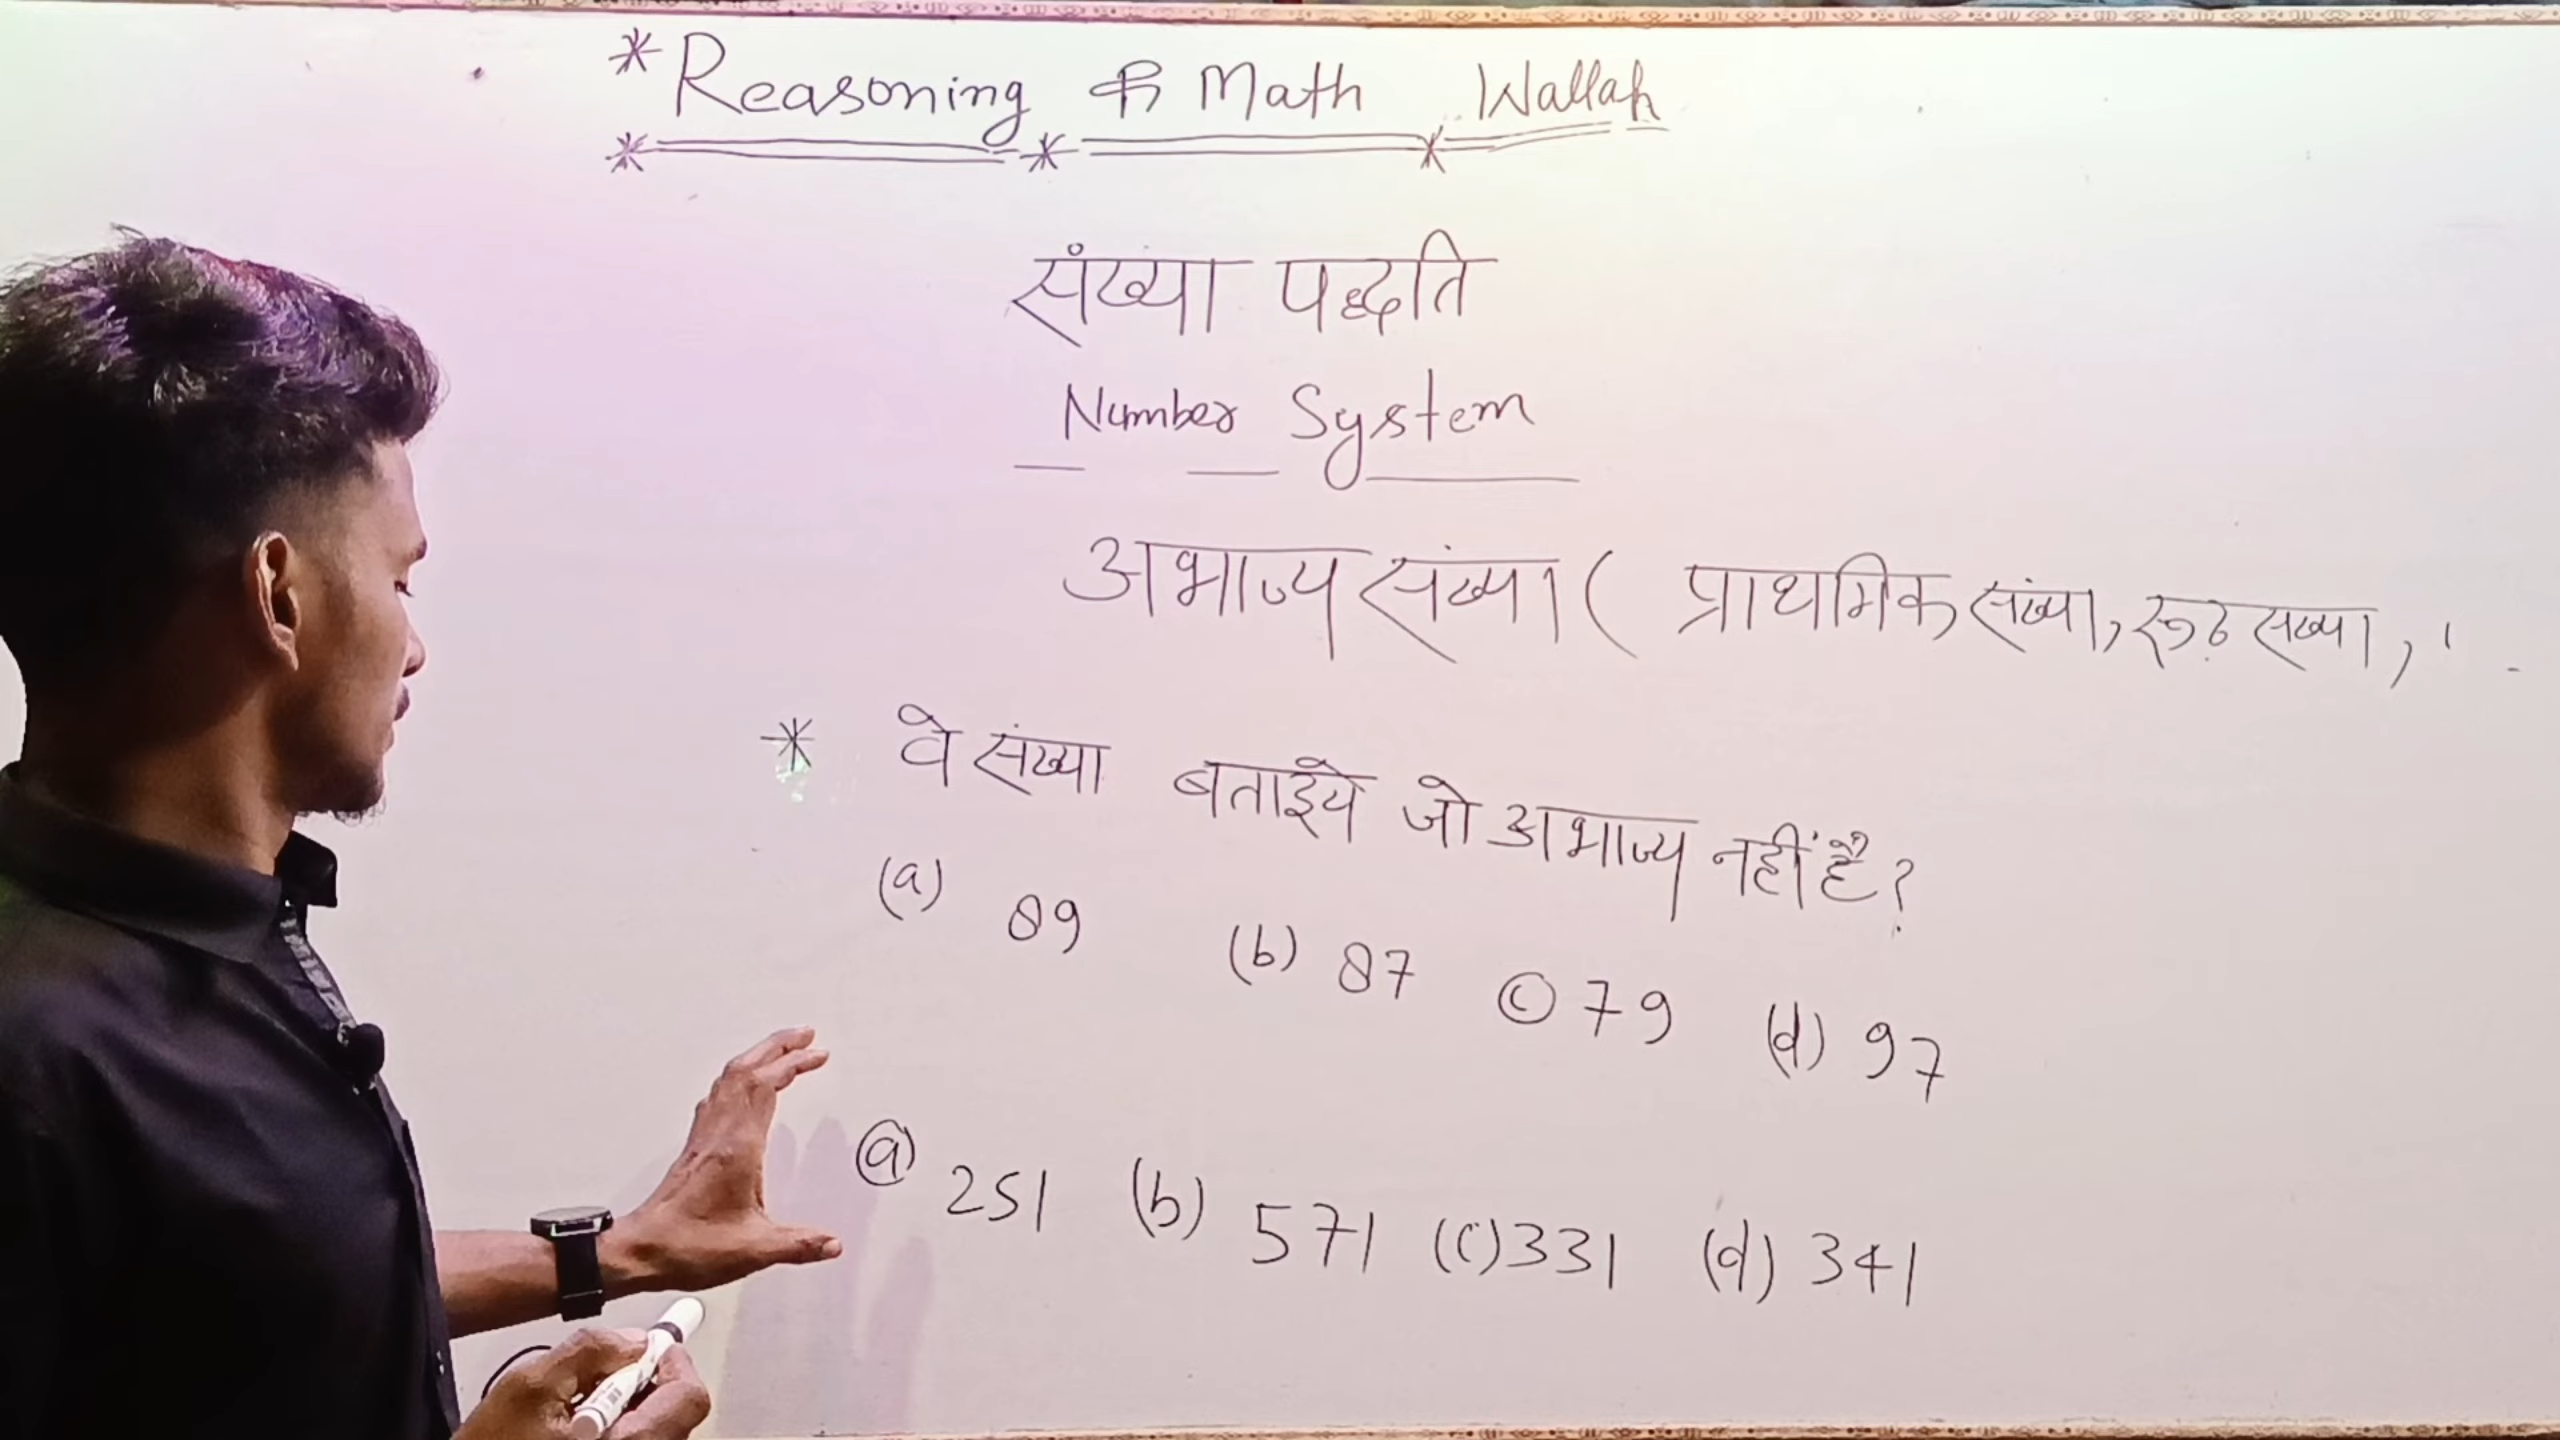 *Reasoning & Math Wallah
संख्या पद्धति
Number System
अभाज्य संख्या ( प्राथमिक संख्या, रूढ़ संख्या,
* वे संख्या बताइये जो अभाज्य नहीं है?
(a) 89 (b) 87 (c) 79 (d) 97
(a) 251 (b) 571 (c) 331 (d) 341